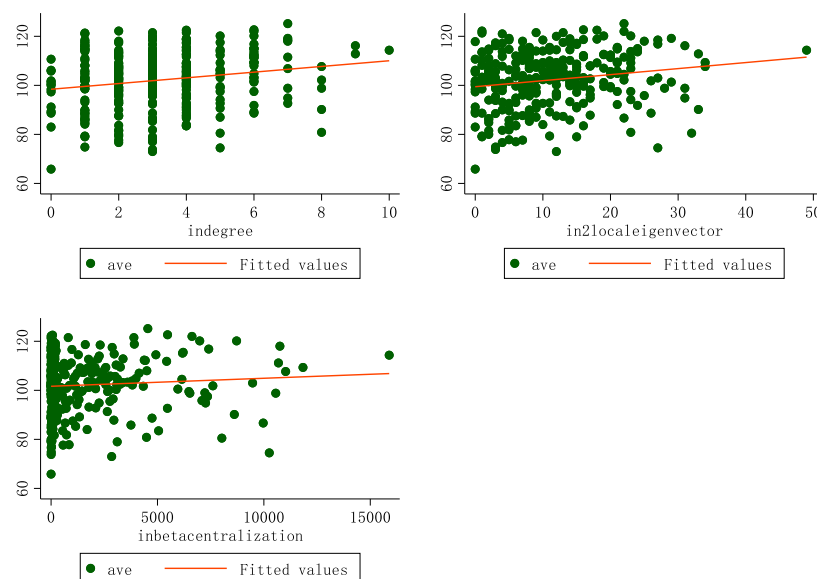 120
100
80
60
0 2 4 6 8 10
indegree
ave Fitted values
120
100
80
60
0 10 20 30 40 50
in2localeigenvector
ave Fitted values
120
100
80
60
0 5000 10000 15000
inbetacentralization
ave Fitted values